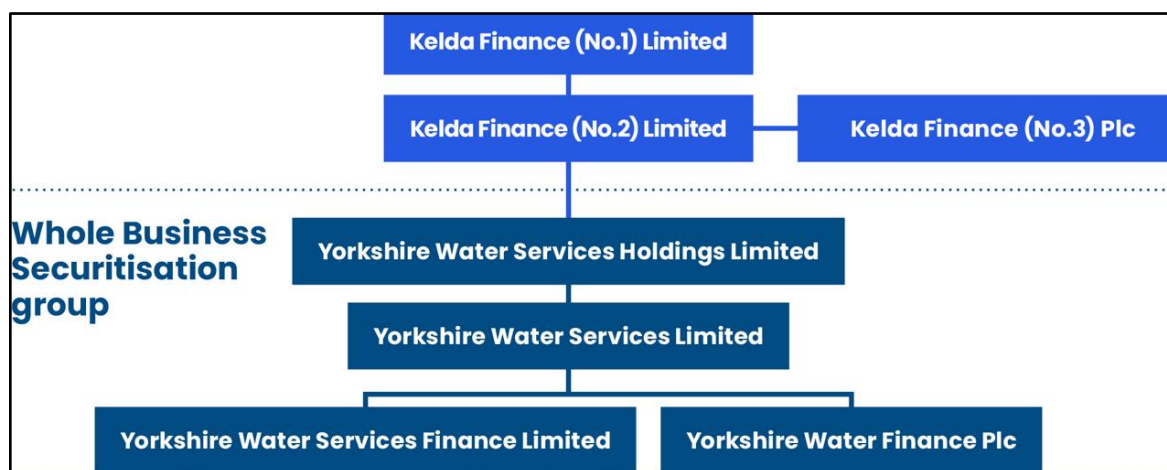 Kelda Finance (No.1) Limited
Kelda Finance (No.2) Limited
Kelda Finance (No.3) Plc
Whole Business
Securitisation
group
Yorkshire Water Services Holdings Limited
Yorkshire Water Services Limited
Yorkshire Water Services Finance Limited
Yorkshire Water Finance Plc